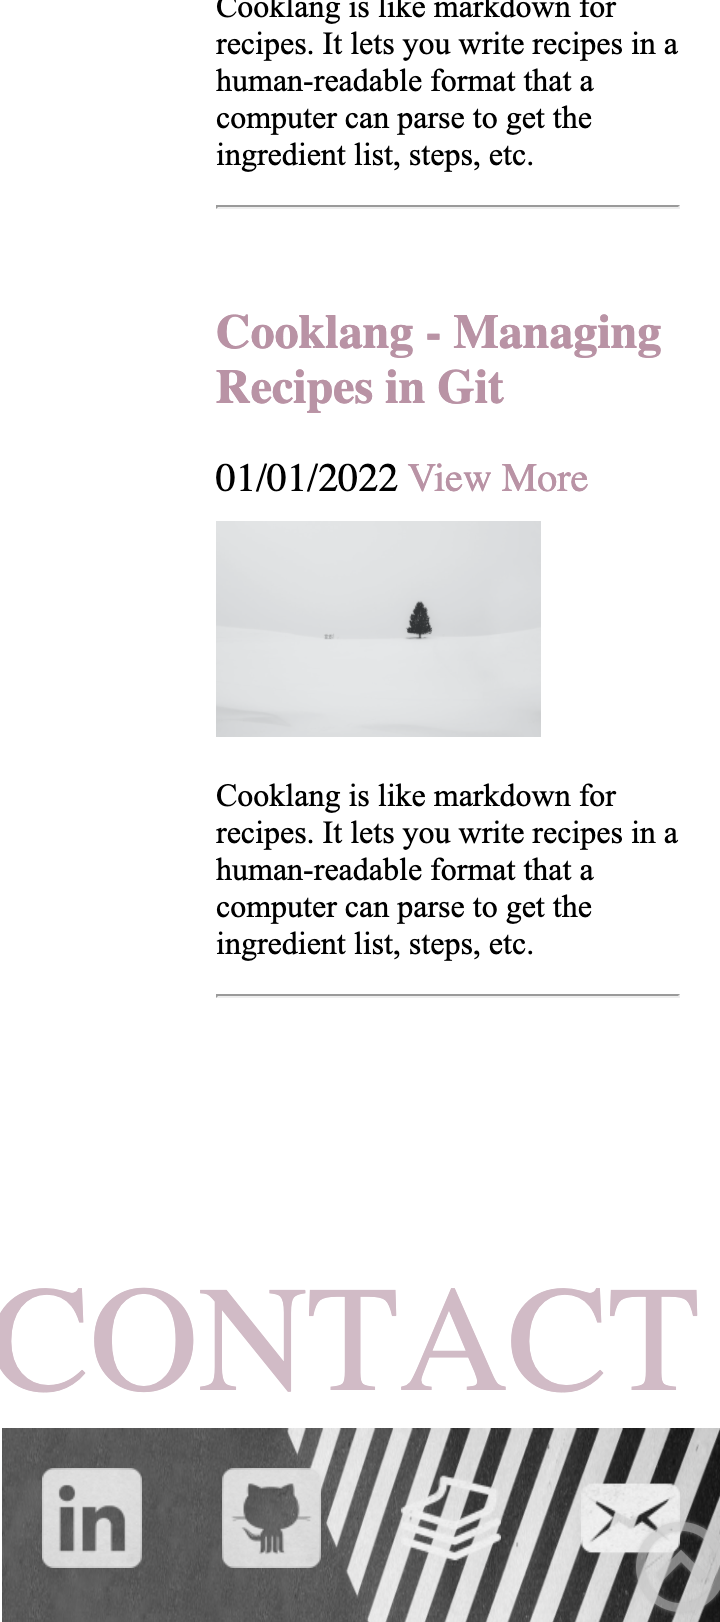 Cooklang is like markdown for
recipes. It lets you write recipes in a
human-readable format that a
computer can parse to get the
ingredient list, steps, etc.
Cooklang - Managing
Recipes in Git
01/01/2022 View More
Cooklang is like markdown for
recipes. It lets you write recipes in a
human-readable format that a
computer can parse to get the
ingredient list, steps, etc.
CONTACT
in